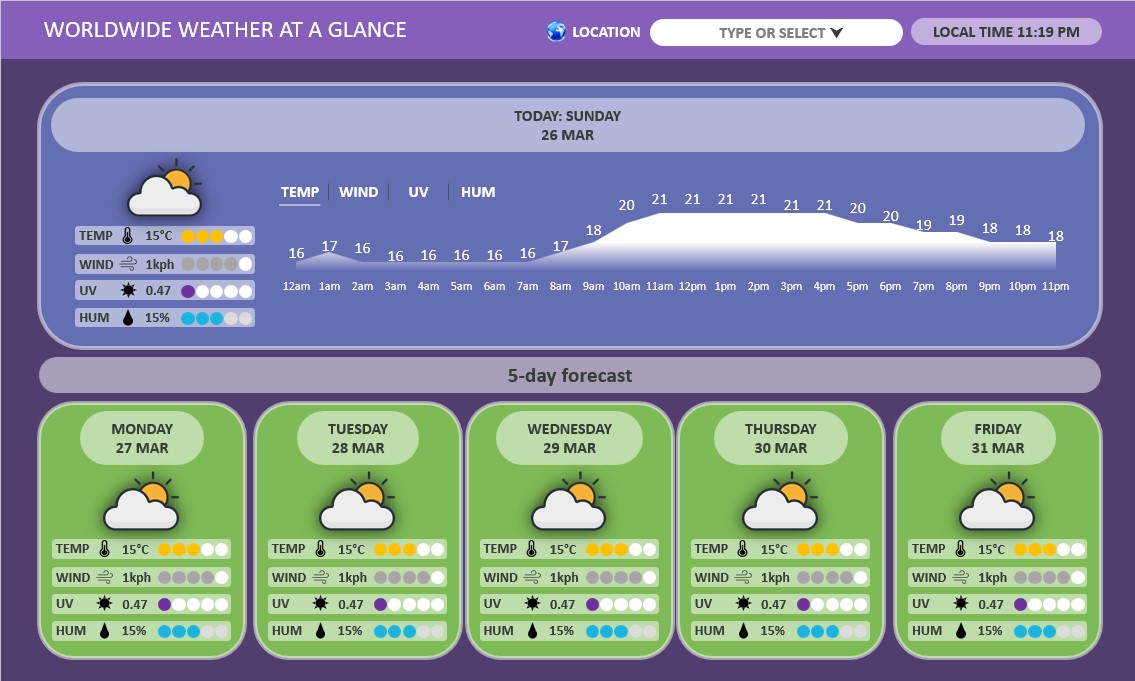 WORLDWIDE WEATHER AT A GLANCE
LOCATION
TYPE OR SELECT
LOCAL TIME 11:19 PM
TODAY: SUNDAY
26 MAR
TEMP 15°C
WIND 1kph
UV 0.47
HUM 15%
TEMP WIND UV HUM
16 17 16 16 16 16 16 16 17 18 20 21 21 21 21 21 21 20 20 19 19 18 18 18
12am 1am 2am 3am 4am 5am 6am 7am 8am 9am 10am 11am 12pm 1pm 2pm 3pm 4pm 5pm 6pm 7pm 8pm 9pm 10pm 11pm
5-day forecast
MONDAY
27 MAR
TEMP 15°C
WIND 1kph
UV 0.47
HUM 15%
TUESDAY
28 MAR
TEMP 15°C
WIND 1kph
UV 0.47
HUM 15%
WEDNESDAY
29 MAR
TEMP 15°C
WIND 1kph
UV 0.47
HUM 15%
THURSDAY
30 MAR
TEMP 15°C
WIND 1kph
UV 0.47
HUM 15%
FRIDAY
31 MAR
TEMP 15°C
WIND 1kph
UV 0.47
HUM 15%